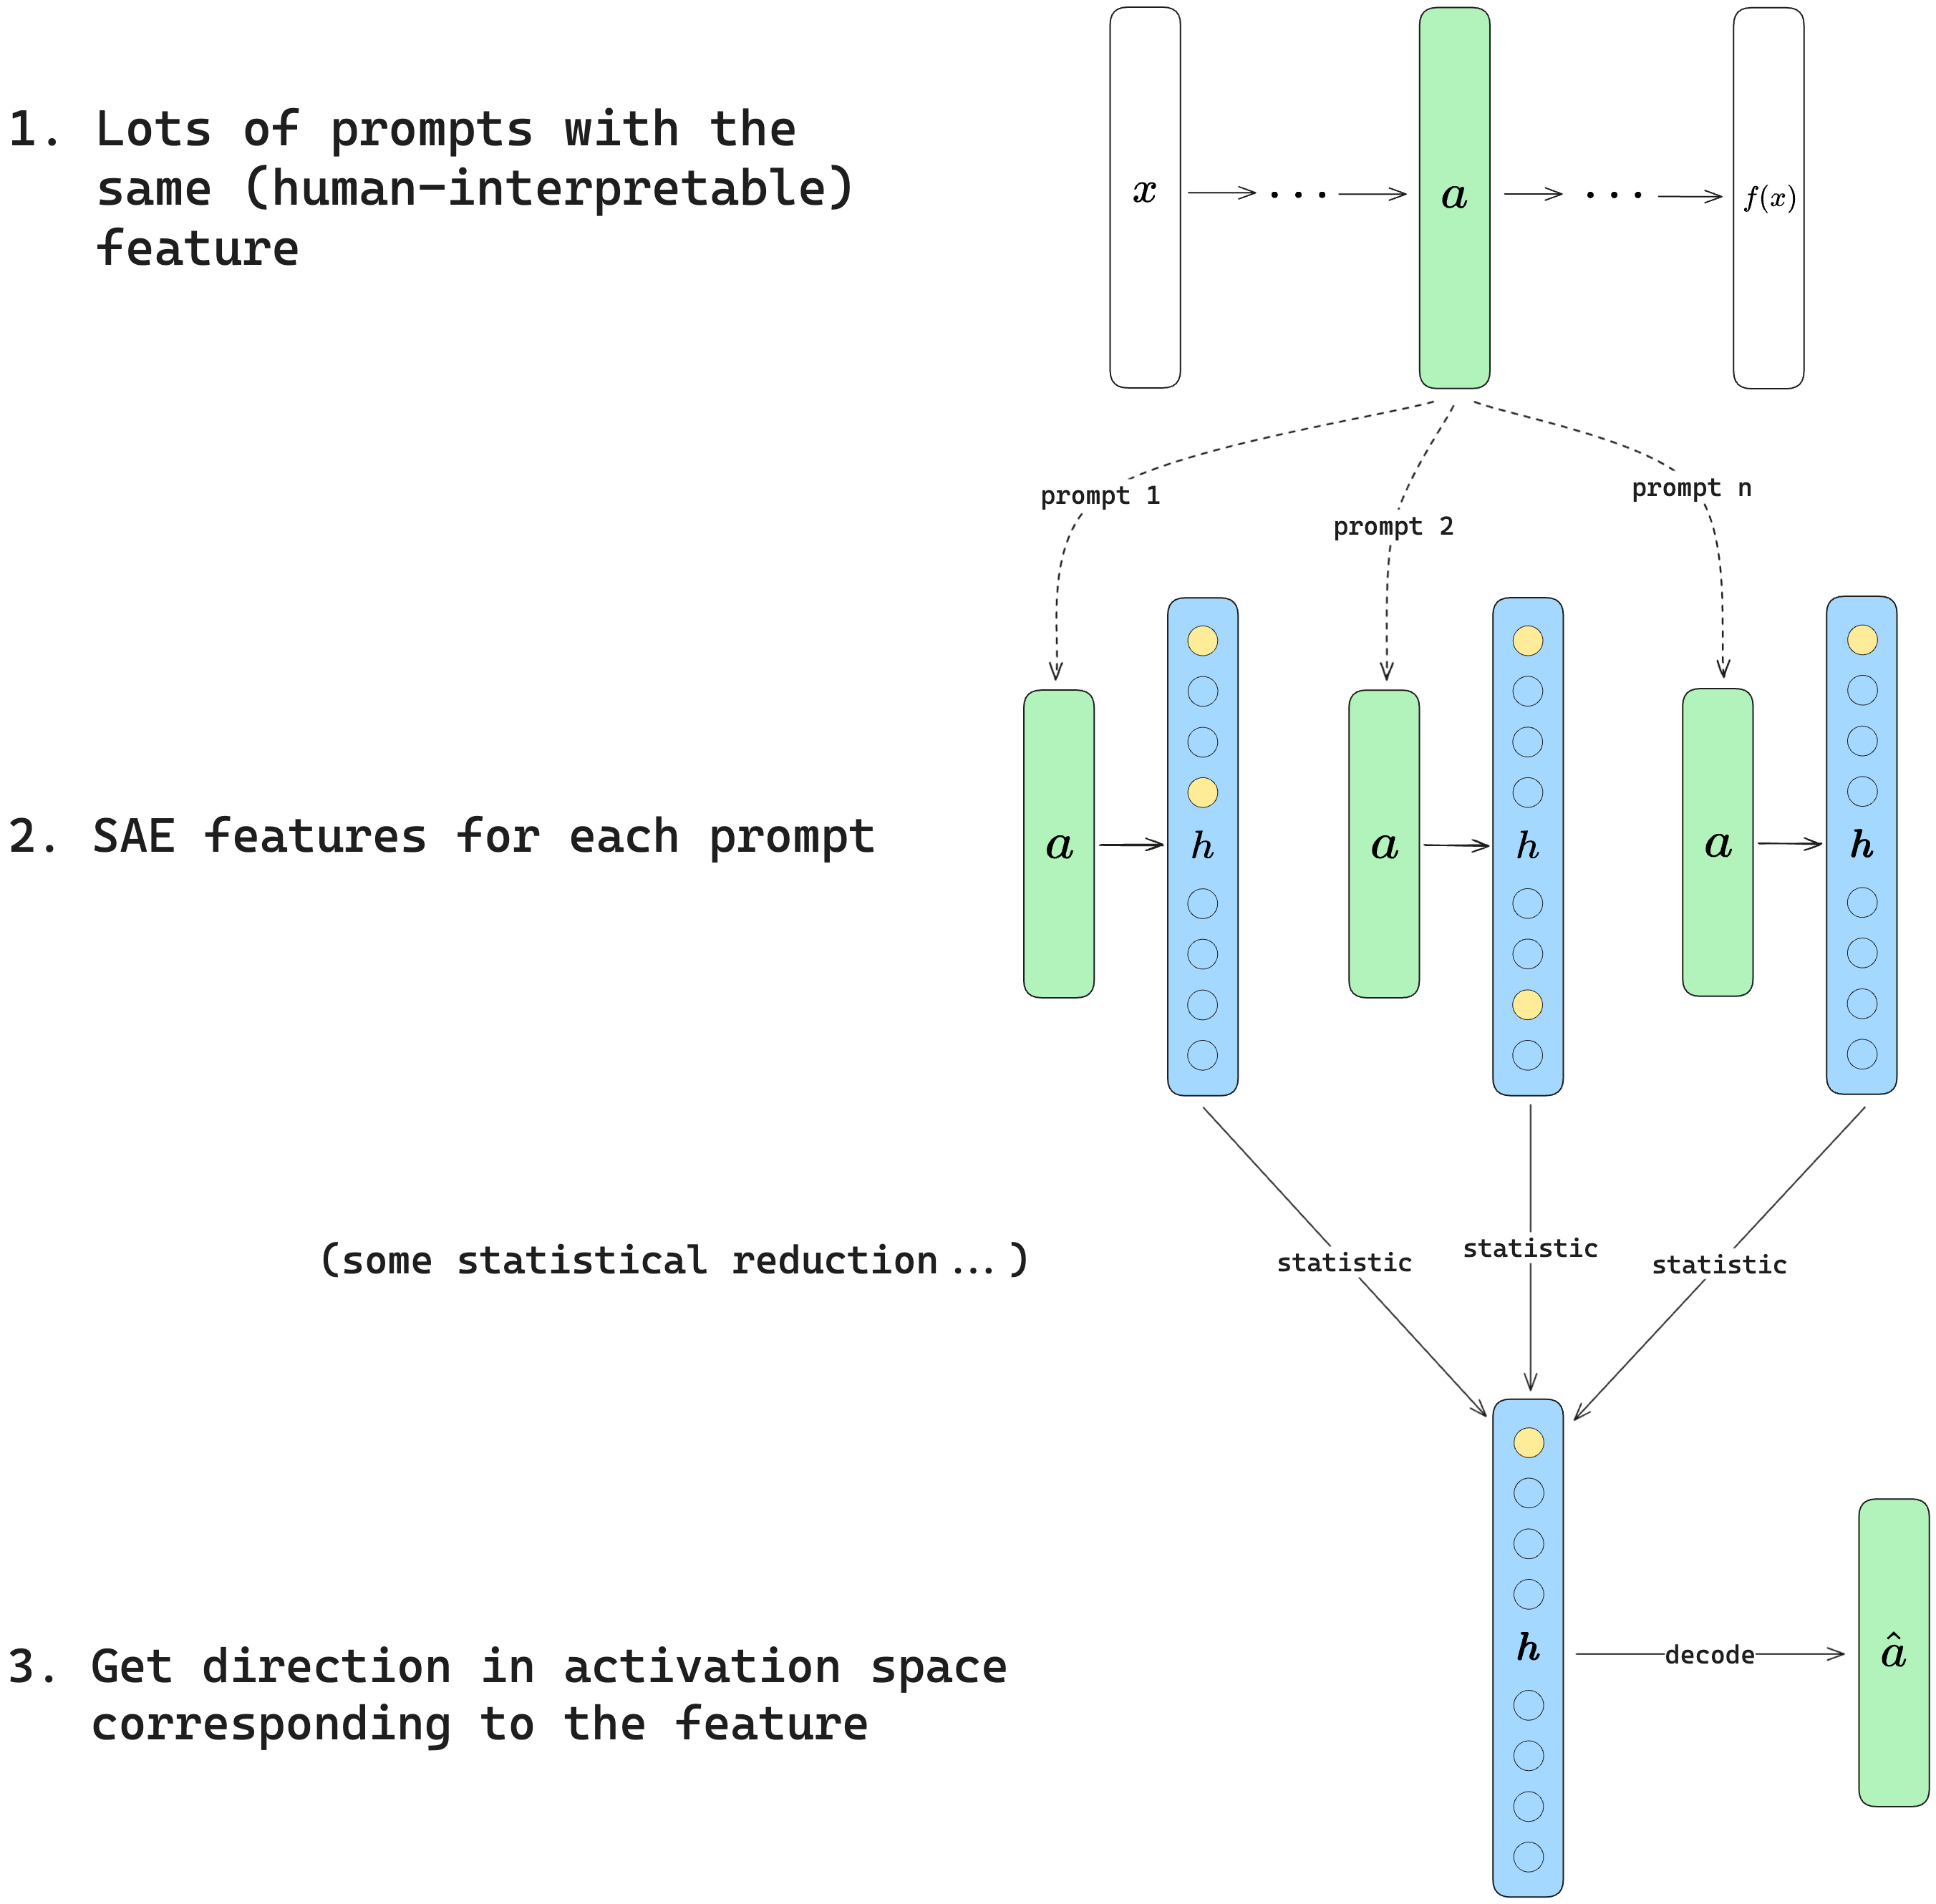 x
...
a
...
f(x)
1. Lots of prompts with the
same (human-interpretable)
feature
prompt 1
prompt 2
prompt n
2. SAE features for each prompt
a
h
a
h
a
h
(some statistical reduction...)
statistic
statistic
statistic
3. Get direction in activation space
corresponding to the feature
h
decode
â